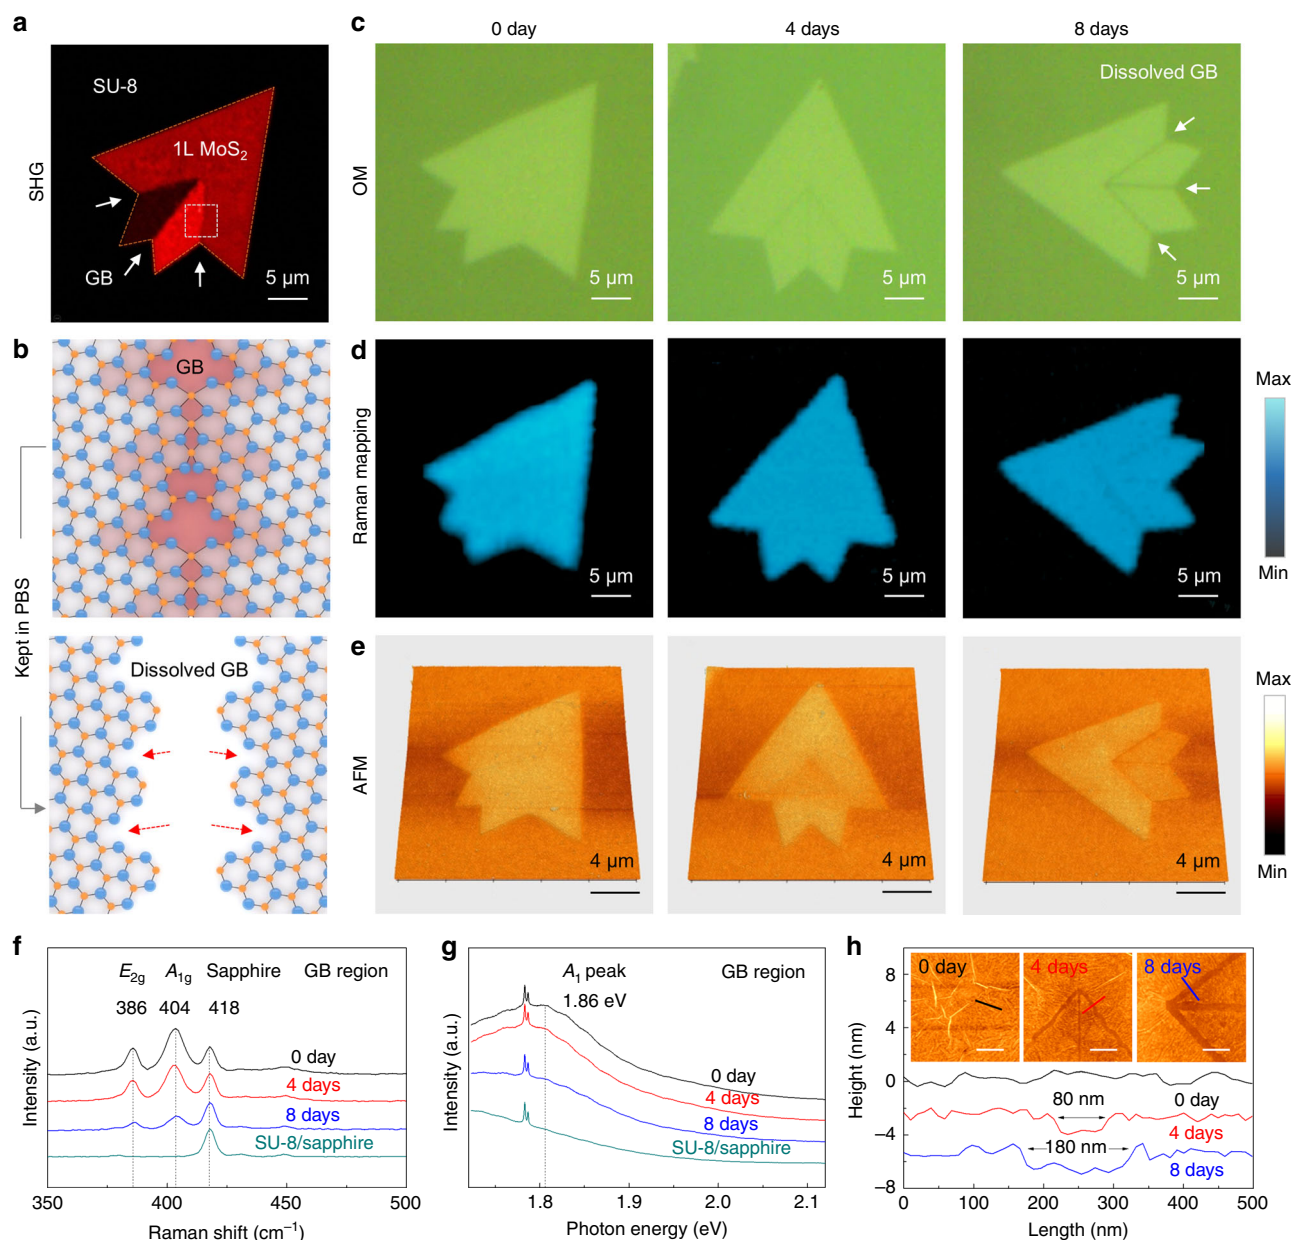 a
SHG
SU-8
1L MoS₂
GB
5 μm
b
Kept in PBS
GB
Dissolved GB
c
0 day
4 days
8 days
OM
Dissolved GB
5 μm
5 μm
5 μm
d
Raman mapping
5 μm
5 μm
5 μm
Max
Min
e
AFM
4 μm
4 μm
4 μm
Max
Min
f
E₂g A₁g Sapphire GB region
386 404 418
0 day
4 days
8 days
SU-8/sapphire
Intensity (a.u.)
350 400 450 500
Raman shift (cm⁻¹)
g
A₁ peak GB region
1.86 eV
0 day
4 days
8 days
SU-8/sapphire
Intensity (a.u.)
1.8 1.9 2.0 2.1
Photon energy (eV)
h
0 day 4 days 8 days
8
4
0
−4
−8
Height (nm)
80 nm 0 day
4 days
180 nm
8 days
0 100 200 300 400 500
Length (nm)